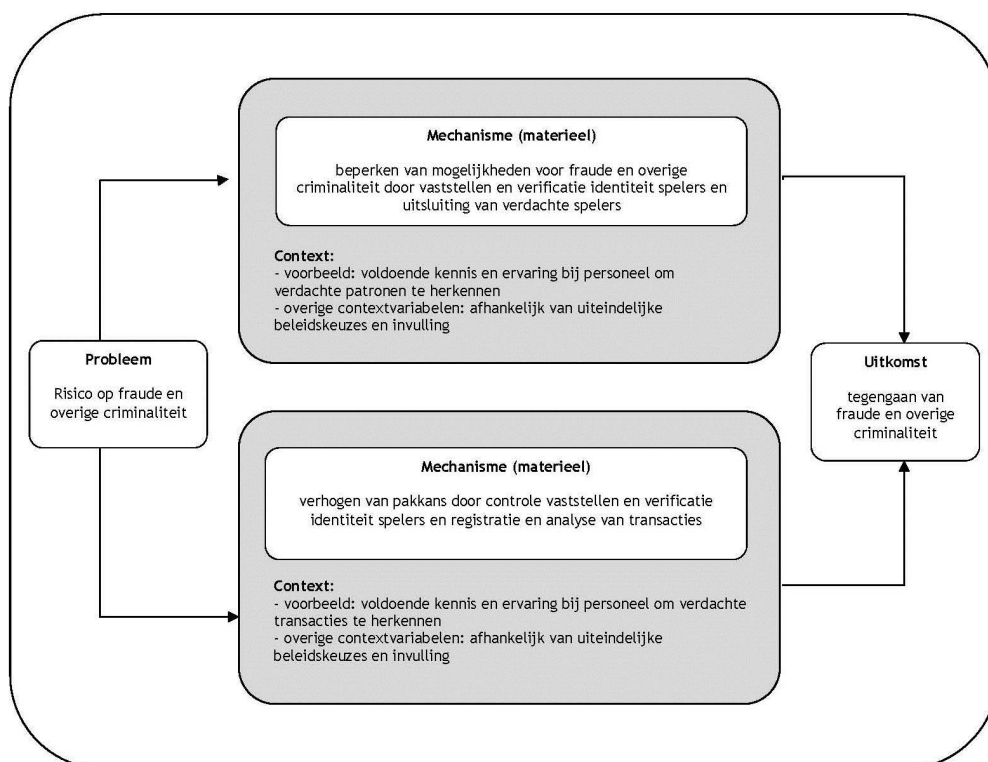 Mechanisme (materieel)
beperken van mogelijkheden voor fraude en overige
criminaliteit door vaststellen en verificatie identiteit spelers en
uitsluiting van verdachte spelers
Context:
- voorbeeld: voldoende kennis en ervaring bij personeel om
verdachte patronen te herkennen
- overige contextvariabelen: afhankelijk van uiteindelijke
beleidskeuzes en invulling
Probleem
Risico op fraude en
overige criminaliteit
Uitkomst
tegengaan van
fraude en overige
criminaliteit
Mechanisme (materieel)
verhogen van pakkans door controle vaststellen en verificatie
identiteit spelers en registratie en analyse van transacties
Context:
- voorbeeld: voldoende kennis en ervaring bij personeel om verdachte
transacties te herkennen
- overige contextvariabelen: afhankelijk van uiteindelijke
beleidskeuzes en invulling